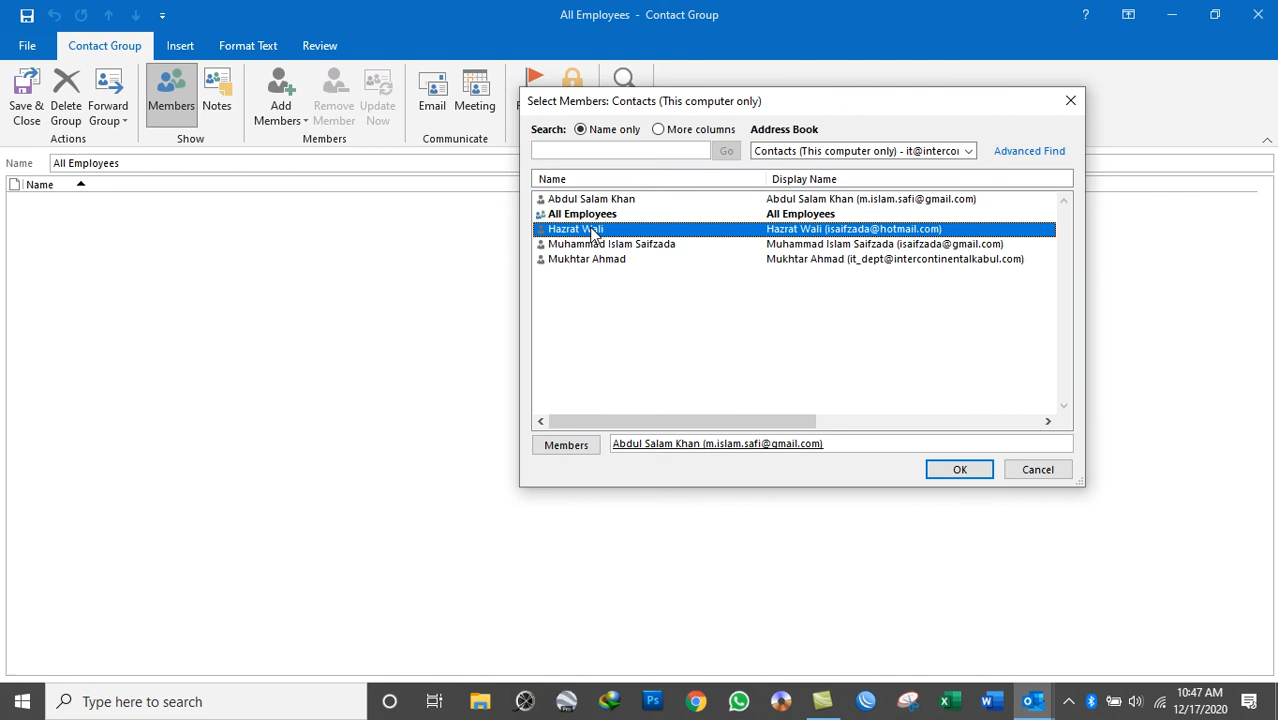 All Employees - Contact Group
?
File
Contact Group
Insert
Format Text
Review
Save & Close
Delete Group
Forward Group
Members
Notes
Add Members
Remove Member
Update Now
Email
Meeting
Actions
Show
Members
Communicate
Name
All Employees
Name
Select Members: Contacts (This computer only)
Search:
Name only
More columns
Address Book
Go
Contacts (This computer only) - it@intercor
Advanced Find
Name
Display Name
Abdul Salam Khan
Abdul Salam Khan (m.islam.safi@gmail.com)
All Employees
All Employees
Hazrat Wali
Hazrat Wali (isaifzada@hotmail.com)
Muhammad Islam Saifzada
Muhammad Islam Saifzada (isaifzada@gmail.com)
Mukhtar Ahmad
Mukhtar Ahmad (it_dept@intercontinentalkabul.com)
Members
Abdul Salam Khan (m.islam.safi@gmail.com)
OK
Cancel
Type here to search
10:47 AM
12/17/2020